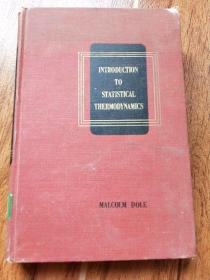 INTRODUCTION
TO
STATISTICAL
THERMODYNAMICS
MALCOLM DOLE